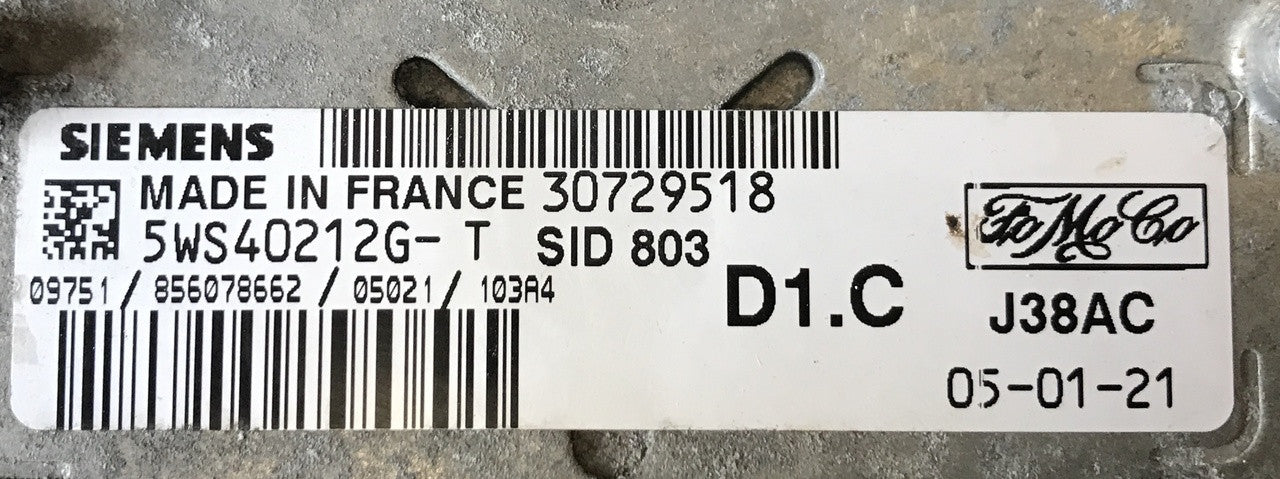 SIEMENS
MADE IN FRANCE 30729518
5WS40212G- T SID 803
09751 / 856078662 / 05021 / 103A4
D1.C
FoMoCo
J38AC
05-01-21